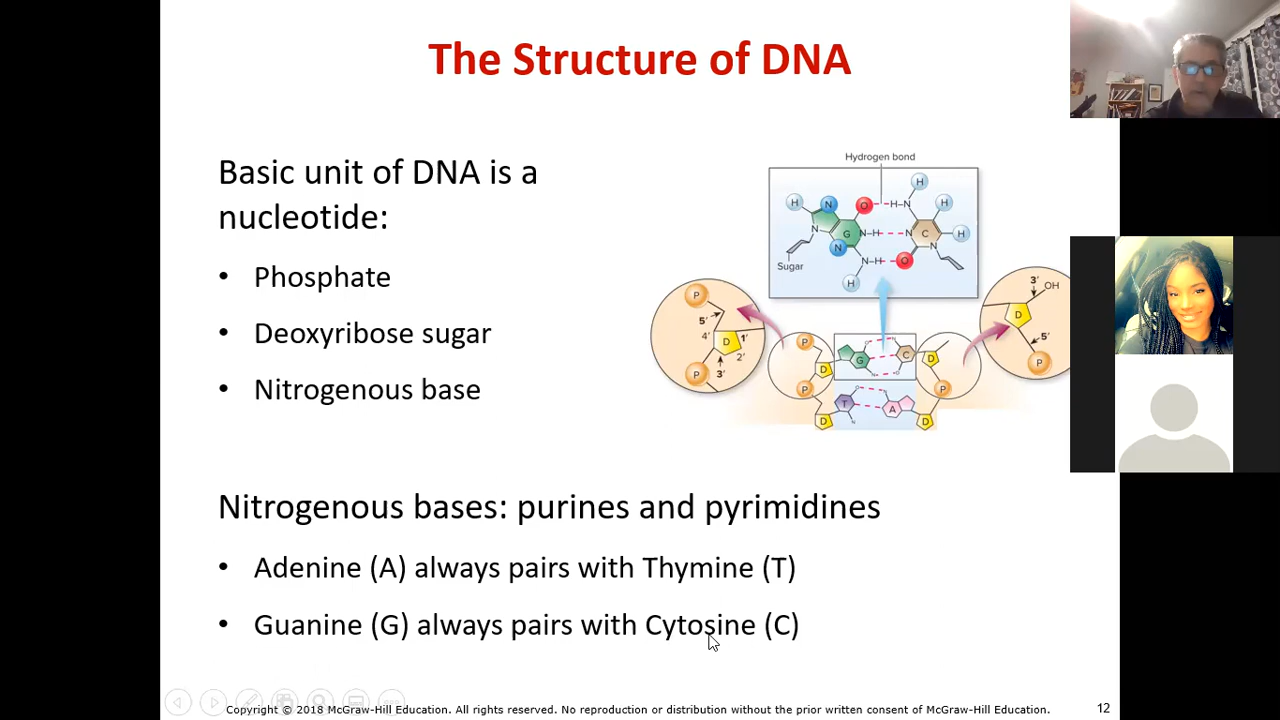 The Structure of DNA
Basic unit of DNA is a
nucleotide:
• Phosphate
• Deoxyribose sugar
• Nitrogenous base
Hydrogen bond
H
H N O H N H
N G N H N C H
N N
Sugar N H O
H
P
5′
4′ D 1′
2′
P 3′
3′ OH
D
5′
P
P G C D
D
P P
T A
D N D
Nitrogenous bases: purines and pyrimidines
• Adenine (A) always pairs with Thymine (T)
• Guanine (G) always pairs with Cytosine (C)
Copyright © 2018 McGraw-Hill Education. All rights reserved. No reproduction or distribution without the prior written consent of McGraw-Hill Education.
12